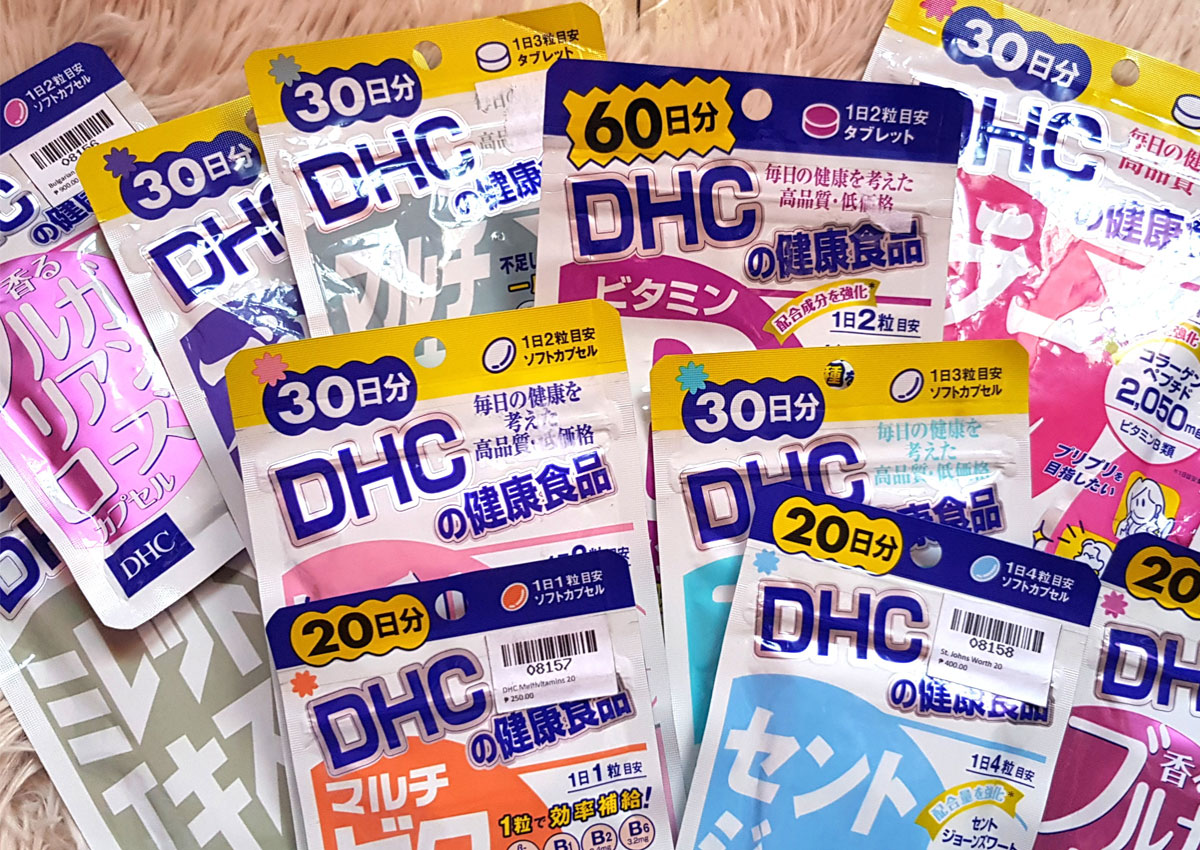 1日2粒目安
ソフトカプセル
08156
Bulgarian
₱ 900.00
の健康
香る
ブルガ
リアン
ローズ
カプセル
DHC
30日分
DHC
30日分
1日3粒目安
タブレット
DHC
の健康
毎日の
高品質
マルチ
不足し
60日分
1日2粒目安
タブレット
DHC
毎日の健康を考えた
高品質・低価格
の健康食品
ビタミン
配合成分を強化*
1日2粒目安
30日分
DHC
毎日の健
高品質
の健康
強化
コラーゲン
ペプチド
2,050mg
ビタミンB類
プリプリを
目指したい
30日分
1日2粒目安
ソフトカプセル
DHC
毎日の健康を
考えた
高品質・低価格
の健康食品
30日分
1日3粒目安
ソフトカプセル
DHC
毎日の健康を
考えた
高品質・低価格
健康食品
20日分
1日1粒目安
ソフトカプセル
08157
DHC Meltivitamins 20
₱ 250.00
DHC
の健康食品
マルチ
1日1粒目安
1粒で効率補給!
B1
B2
B6
3.2mg
20日分
1日4粒目安
ソフトカプセル
08158
St. Johns Worth 20
₱ 400.00
DHC
の健康食品
セント
1日4粒目安
配合量を強化*
セント
ジョーンズワート
20
DHC
香
ブル